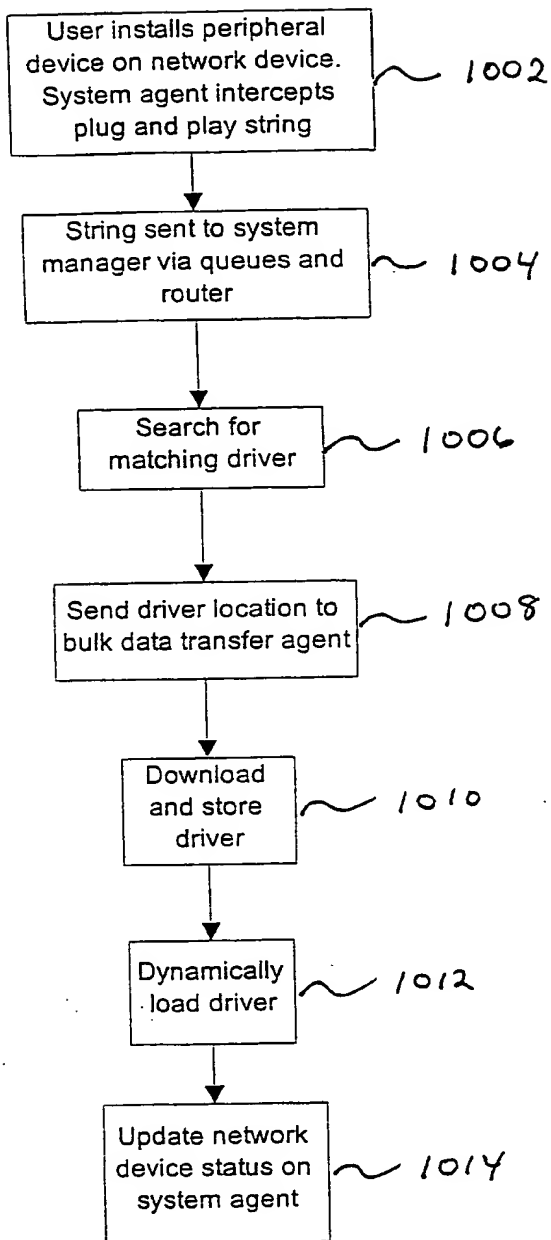 User installs peripheral
device on network device.
System agent intercepts
plug and play string
1002
String sent to system
manager via queues and
router
1004
Search for
matching driver
1006
Send driver location to
bulk data transfer agent
1008
Download
and store
driver
1010
Dynamically
load driver
1012
Update network
device status on
system agent
1014